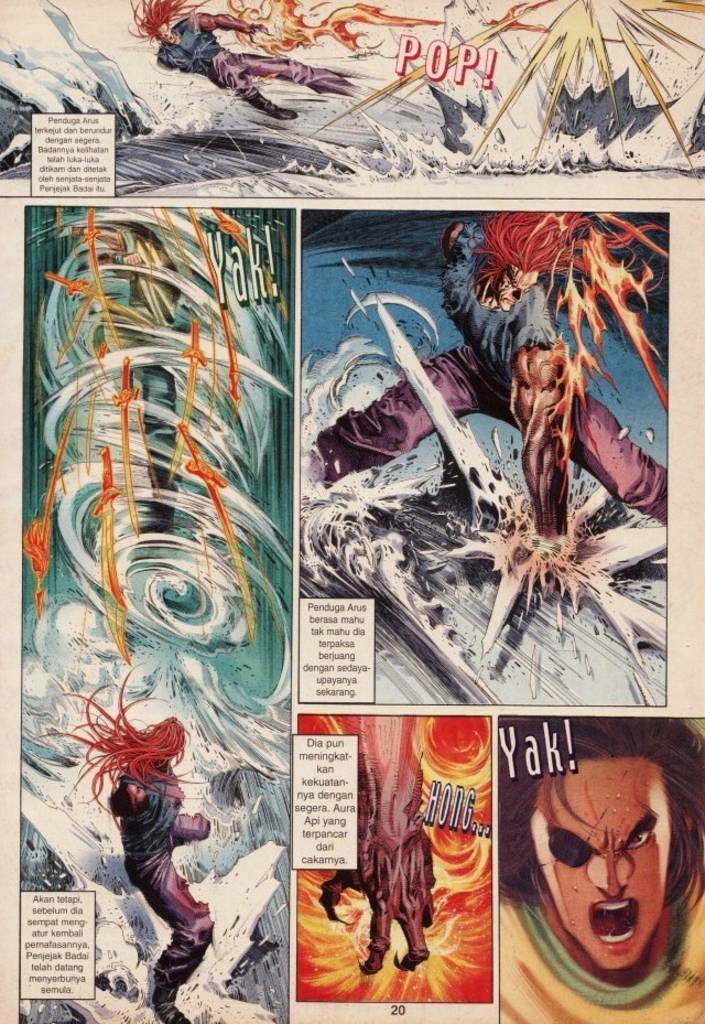 POP!
Penduga Arus
terkejut dan berundur
dengan segera.
Badannya kelihatan
telah luka-luka
ditikam dan ditetak
oleh senjata-senjata
Penjejak Badai itu.
Yak!
Akan tetapi,
sebelum dia
sempat meng-
atur kembali
pernafasannya,
Penjejak Badai
telah datang
menyerbunya
semula.
Penduga Arus
berasa mahu
tak mahu dia
terpaksa
berjuang
dengan sedaya-
upayanya
sekarang.
Dia pun
meningkat-
kan
kekuatan-
nya dengan
segera. Aura
Api yang
terpancar
dari
cakarnya.
HONG...
Yak!
20